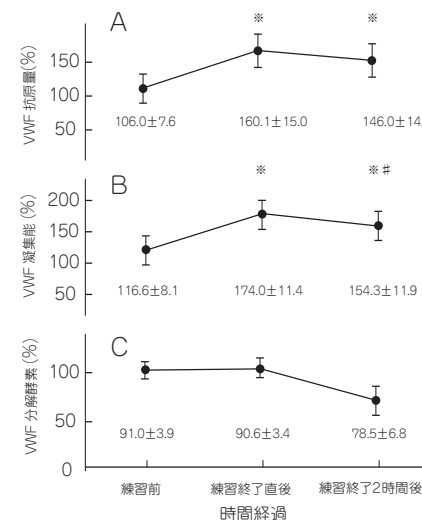 A
※ ※
VWF 抗原量(%)
150
100
50
106.0±7.6 160.1±15.0 146.0±14.
B
※ ※♯
VWF 凝集能 (%)
200
150
100
50
116.6±8.1 174.0±11.4 154.3±11.9
C
VWF 分解酵素 (%)
100
50
0
91.0±3.9 90.6±3.4 78.5±6.8
練習前 練習終了直後 練習終了2時間後
時間経過